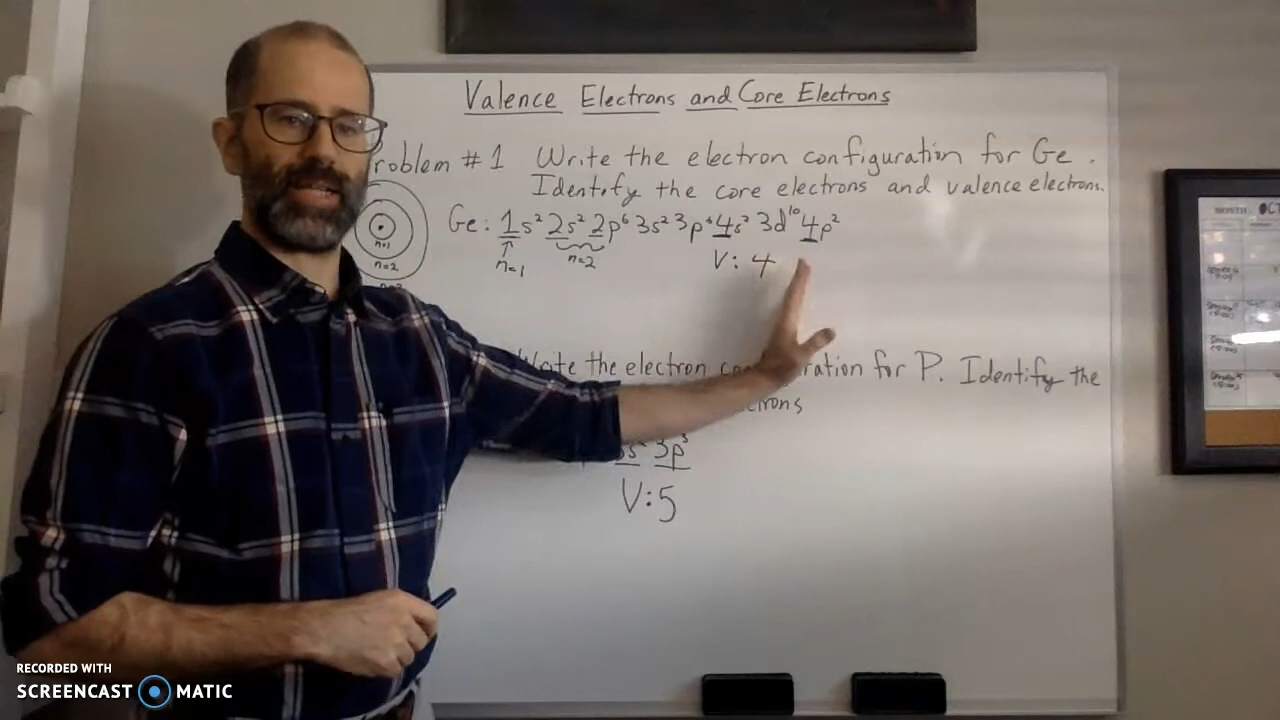 Valence Electrons and Core Electrons
Problem #1 Write the electron configuration for Ge.
Identify the core electrons and valence electrons.
Ge: 1s² 2s² 2p⁶ 3s² 3p⁶ 4s² 3d¹⁰ 4p²
n=1
n=2
V: 4
n=1
n=2
Write the electron configuration for P. Identify the
3p³
V:5
MONTH
RECORDED WITH
SCREENCAST MATIC